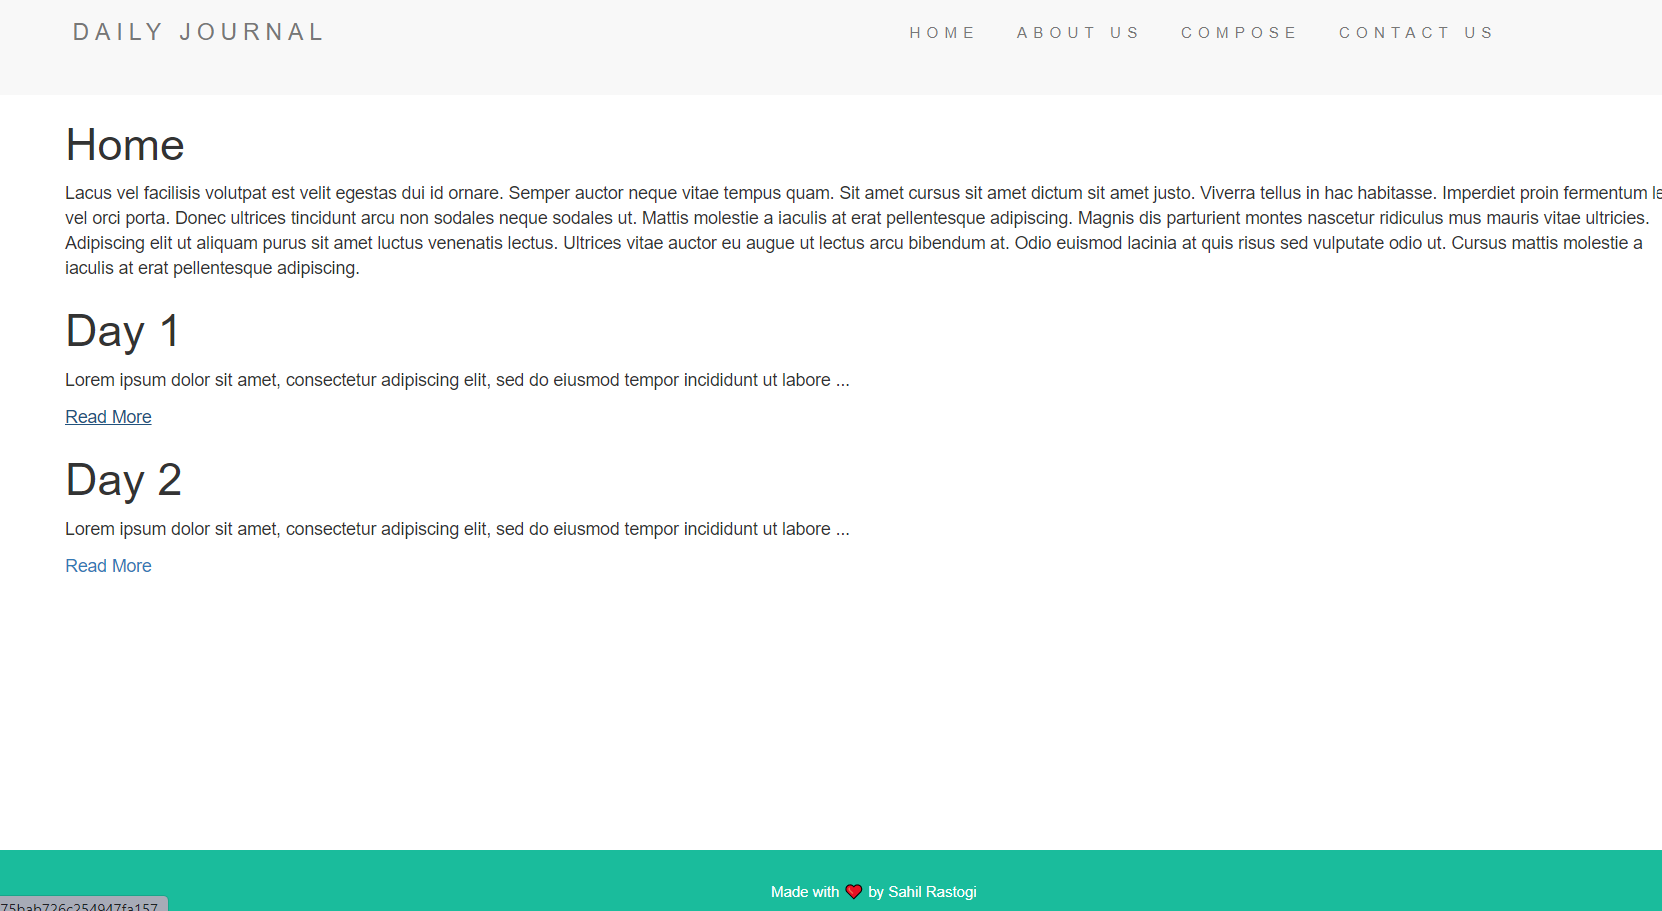 DAILY JOURNAL
HOME ABOUT US COMPOSE CONTACT US
Home
Lacus vel facilisis volutpat est velit egestas dui id ornare. Semper auctor neque vitae tempus quam. Sit amet cursus sit amet dictum sit amet justo. Viverra tellus in hac habitasse. Imperdiet proin fermentum
vel orci porta. Donec ultrices tincidunt arcu non sodales neque sodales ut. Mattis molestie a iaculis at erat pellentesque adipiscing. Magnis dis parturient montes nascetur ridiculus mus mauris vitae ultricies.
Adipiscing elit ut aliquam purus sit amet luctus venenatis lectus. Ultrices vitae auctor eu augue ut lectus arcu bibendum at. Odio euismod lacinia at quis risus sed vulputate odio ut. Cursus mattis molestie a
iaculis at erat pellentesque adipiscing.
Day 1
Lorem ipsum dolor sit amet, consectetur adipiscing elit, sed do eiusmod tempor incididunt ut labore ...
Read More
Day 2
Lorem ipsum dolor sit amet, consectetur adipiscing elit, sed do eiusmod tempor incididunt ut labore ...
Read More
Made with ❤ by Sahil Rastogi